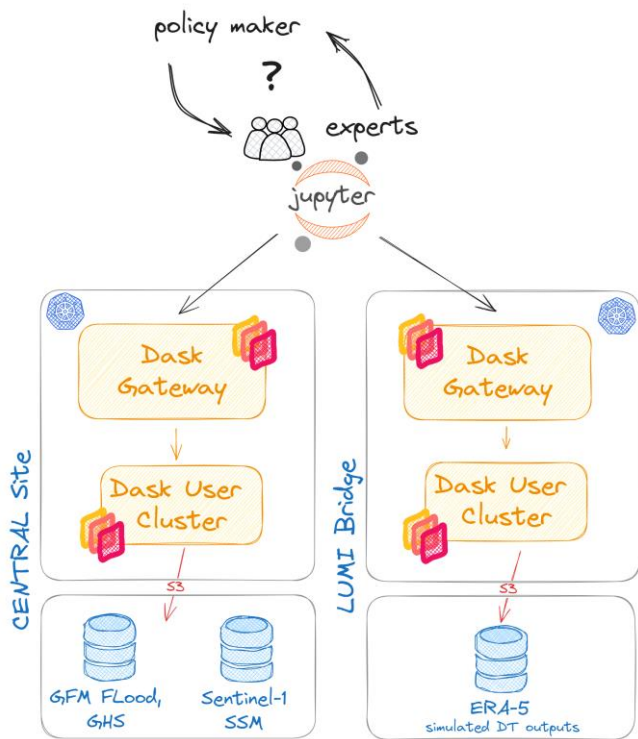 policy maker
?
experts
jupyter
CENTRAL Site
Dask
Gateway
Dask User
Cluster
S3
GFM FLood,
GHS
Sentinel-1
SSM
LUMI Bridge
Dask
Gateway
Dask User
Cluster
S3
ERA-5
simulated DT outputs